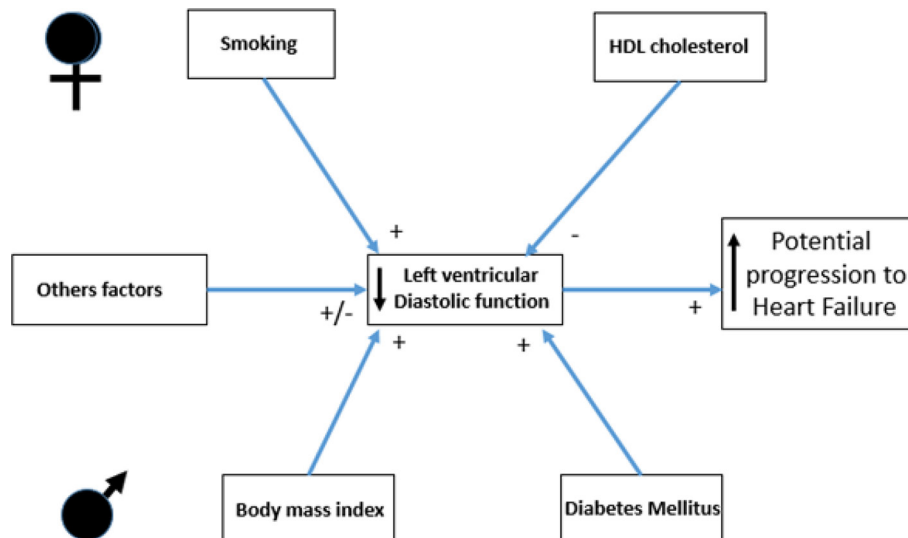 Smoking
HDL cholesterol
+
-
Others factors
+/-
Left ventricular
Diastolic function
+
Potential
progression to
Heart Failure
+
+
Body mass index
Diabetes Mellitus